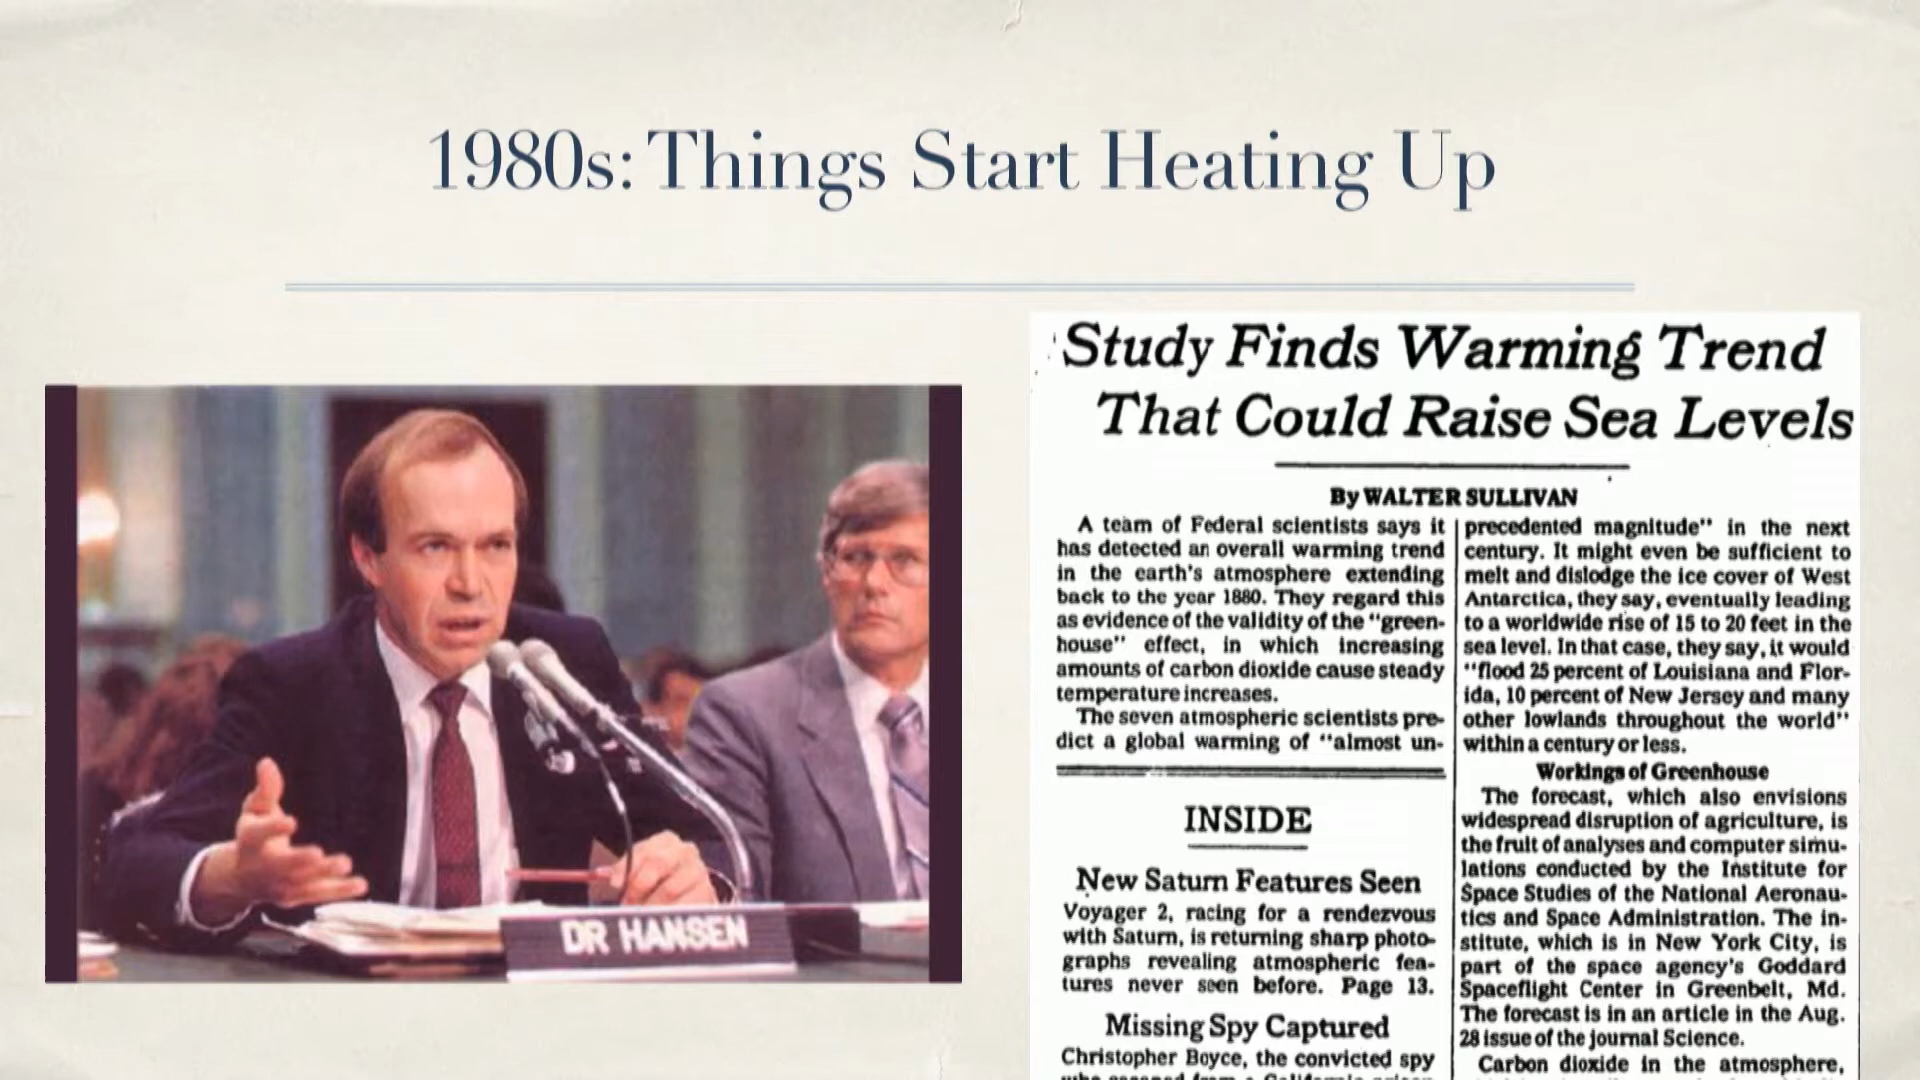 1980s: Things Start Heating Up
DR HANSEN
Study Finds Warming Trend
That Could Raise Sea Levels
By WALTER SULLIVAN
A team of Federal scientists says it
has detected an overall warming trend
in the earth's atmosphere extending
back to the year 1880. They regard this
as evidence of the validity of the "green-
house" effect, in which increasing
amounts of carbon dioxide cause steady
temperature increases.
The seven atmospheric scientists pre-
dict a global warming of "almost un-
INSIDE
New Saturn Features Seen
Voyager 2, racing for a rendezvous
with Saturn, is returning sharp photo-
graphs revealing atmospheric fea-
tures never seen before. Page 13.
Missing Spy Captured
Christopher Boyce, the convicted spy
precedented magnitude" in the next
century. It might even be sufficient to
melt and dislodge the ice cover of West
Antarctica, they say, eventually leading
to a worldwide rise of 15 to 20 feet in the
sea level. In that case, they say, it would
"flood 25 percent of Louisiana and Flor-
ida, 10 percent of New Jersey and many
other lowlands throughout the world"
within a century or less.
Workings of Greenhouse
The forecast, which also envisions
widespread disruption of agriculture, is
the fruit of analyses and computer simu-
lations conducted by the Institute for
Space Studies of the National Aeronau-
tics and Space Administration. The in-
stitute, which is in New York City, is
part of the space agency's Goddard
Spaceflight Center in Greenbelt, Md.
The forecast is in an article in the Aug.
28 issue of the journal Science.
Carbon dioxide in the atmosphere,